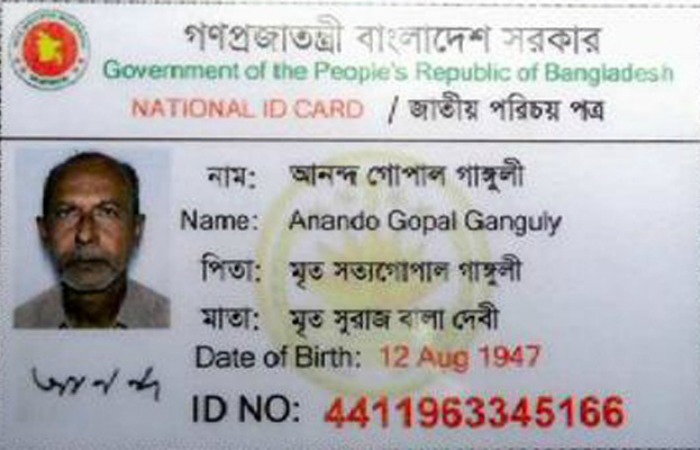 গণপ্রজাতন্ত্রী বাংলাদেশ সরকার
Government of the People's Republic of Bangladesh
NATIONAL ID CARD / জাতীয় পরিচয় পত্র
নাম: আনন্দ গোপাল গাঙ্গুলী
Name: Anando Gopal Ganguly
পিতা: মৃত সত্যগোপাল গাঙ্গুলী
মাতা: মৃত সুরাজ বালা দেবী
Date of Birth: 12 Aug 1947
আনন্দ
ID NO: 4411963345166